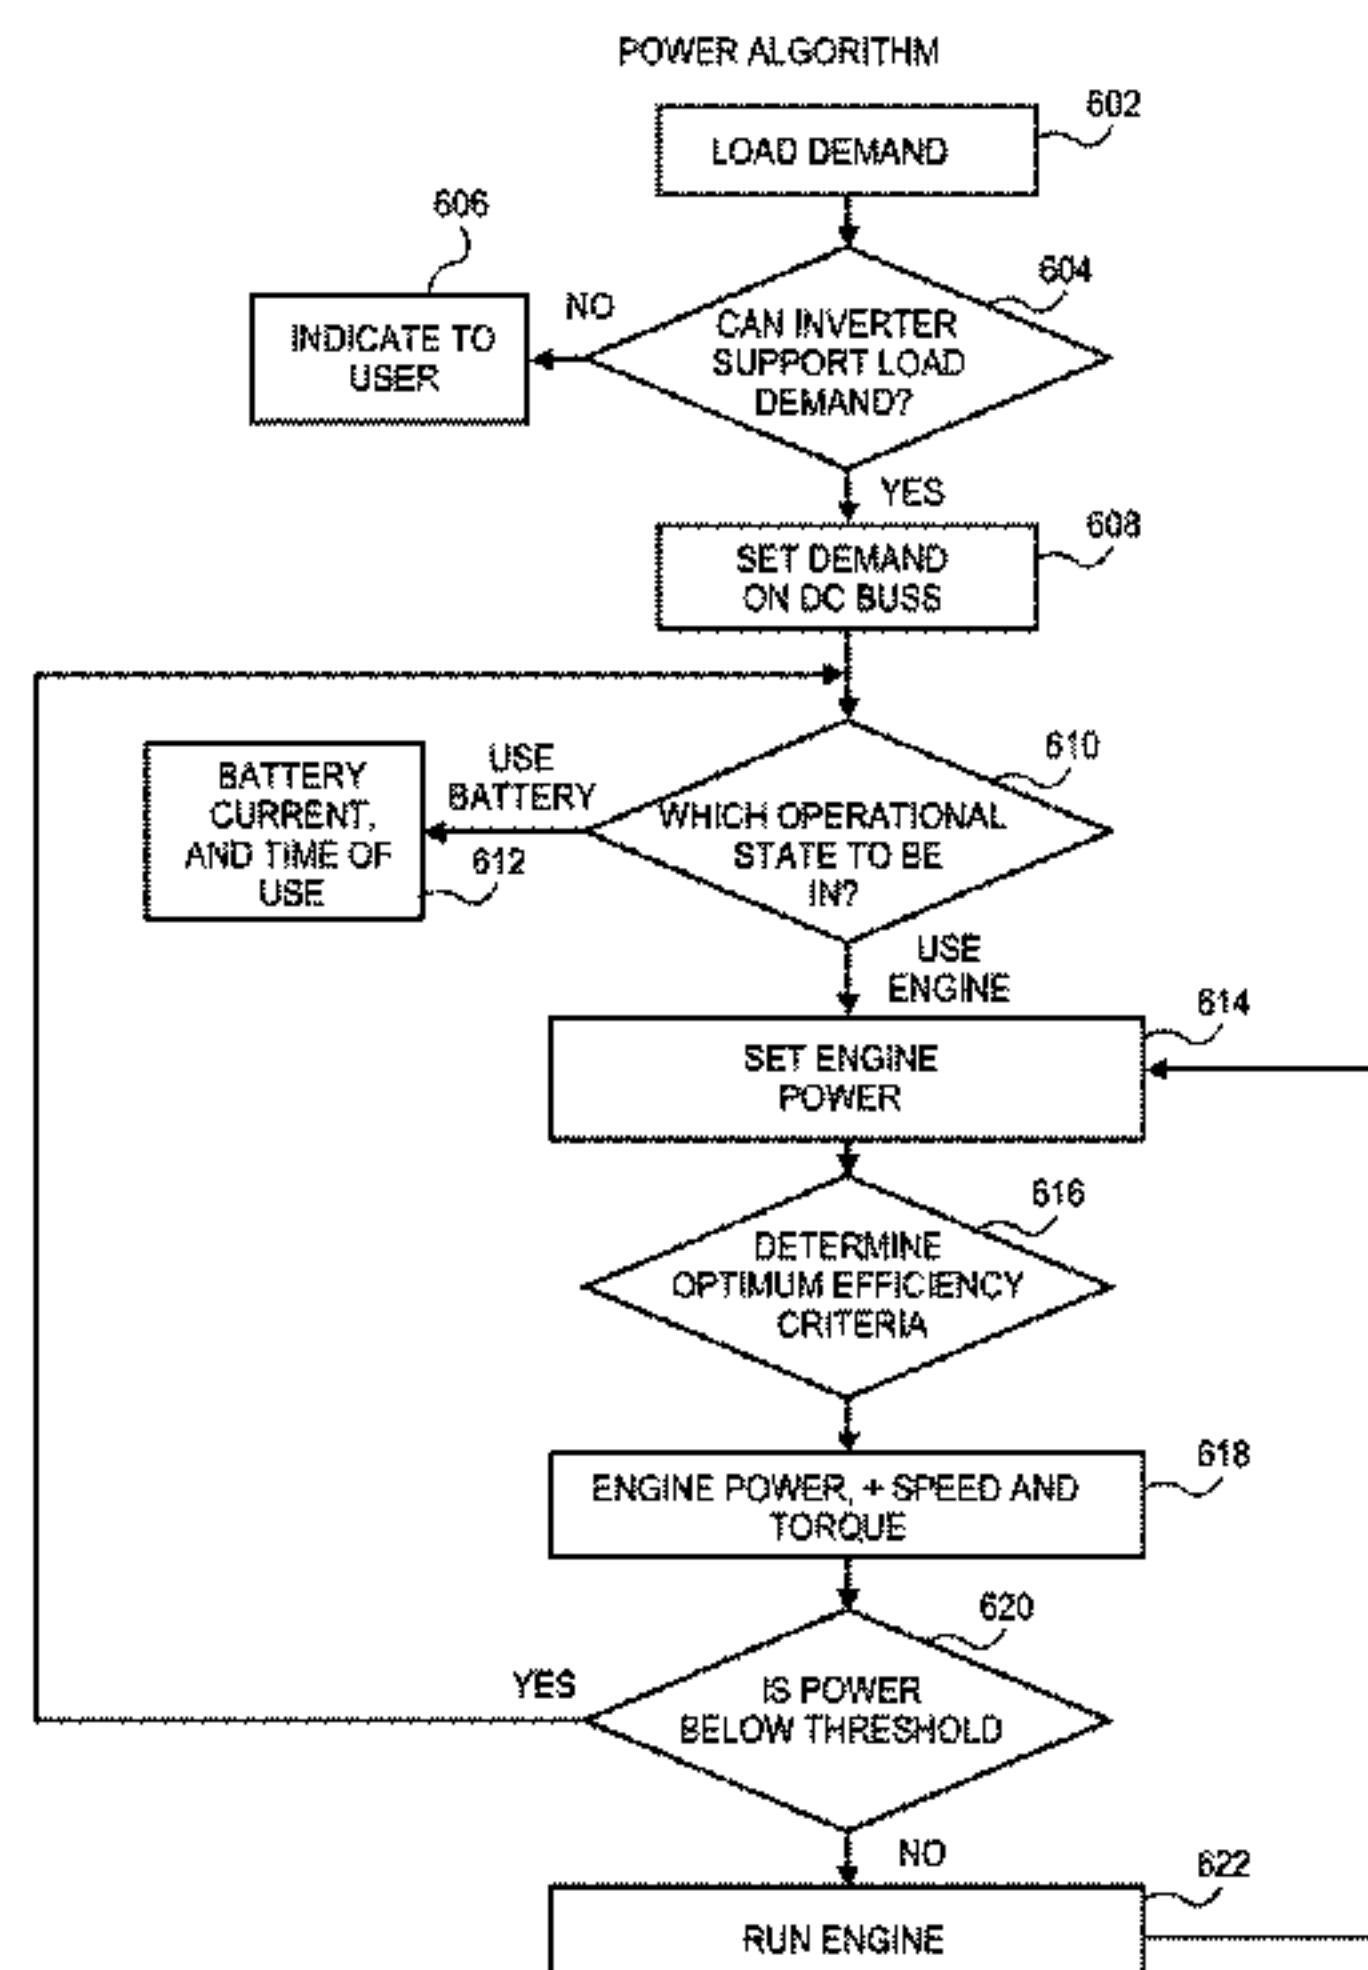 POWER ALGORITHM
602
LOAD DEMAND
606
604
NO
INDICATE TO
USER
CAN INVERTER
SUPPORT LOAD
DEMAND?
YES
608
SET DEMAND
ON DC BUSS
610
USE
BATTERY
BATTERY
CURRENT,
AND TIME OF
USE
612
WHICH OPERATIONAL
STATE TO BE
IN?
USE
ENGINE
614
SET ENGINE
POWER
616
DETERMINE
OPTIMUM EFFICIENCY
CRITERIA
618
ENGINE POWER, + SPEED AND
TORQUE
620
YES
IS POWER
BELOW THRESHOLD
NO
622
RUN ENGINE